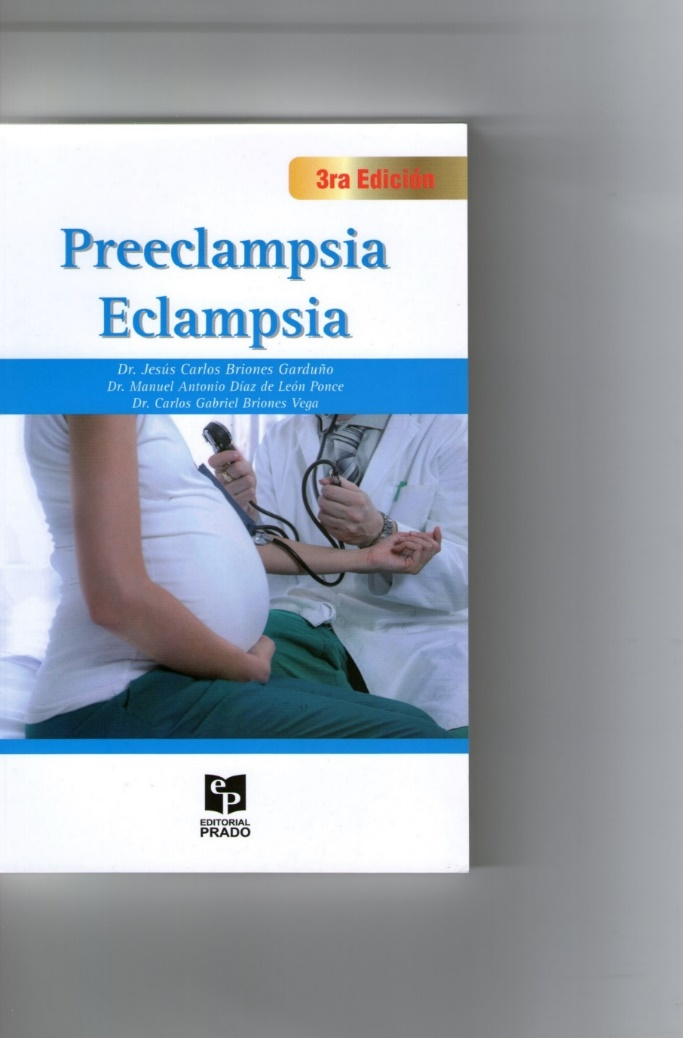 3ra Edición
Preeclampsia
Eclampsia
Dr. Jesús Carlos Briones Garduño
Dr. Manuel Antonio Díaz de León Ponce
Dr. Carlos Gabriel Briones Vega
eP
EDITORIAL
PRADO